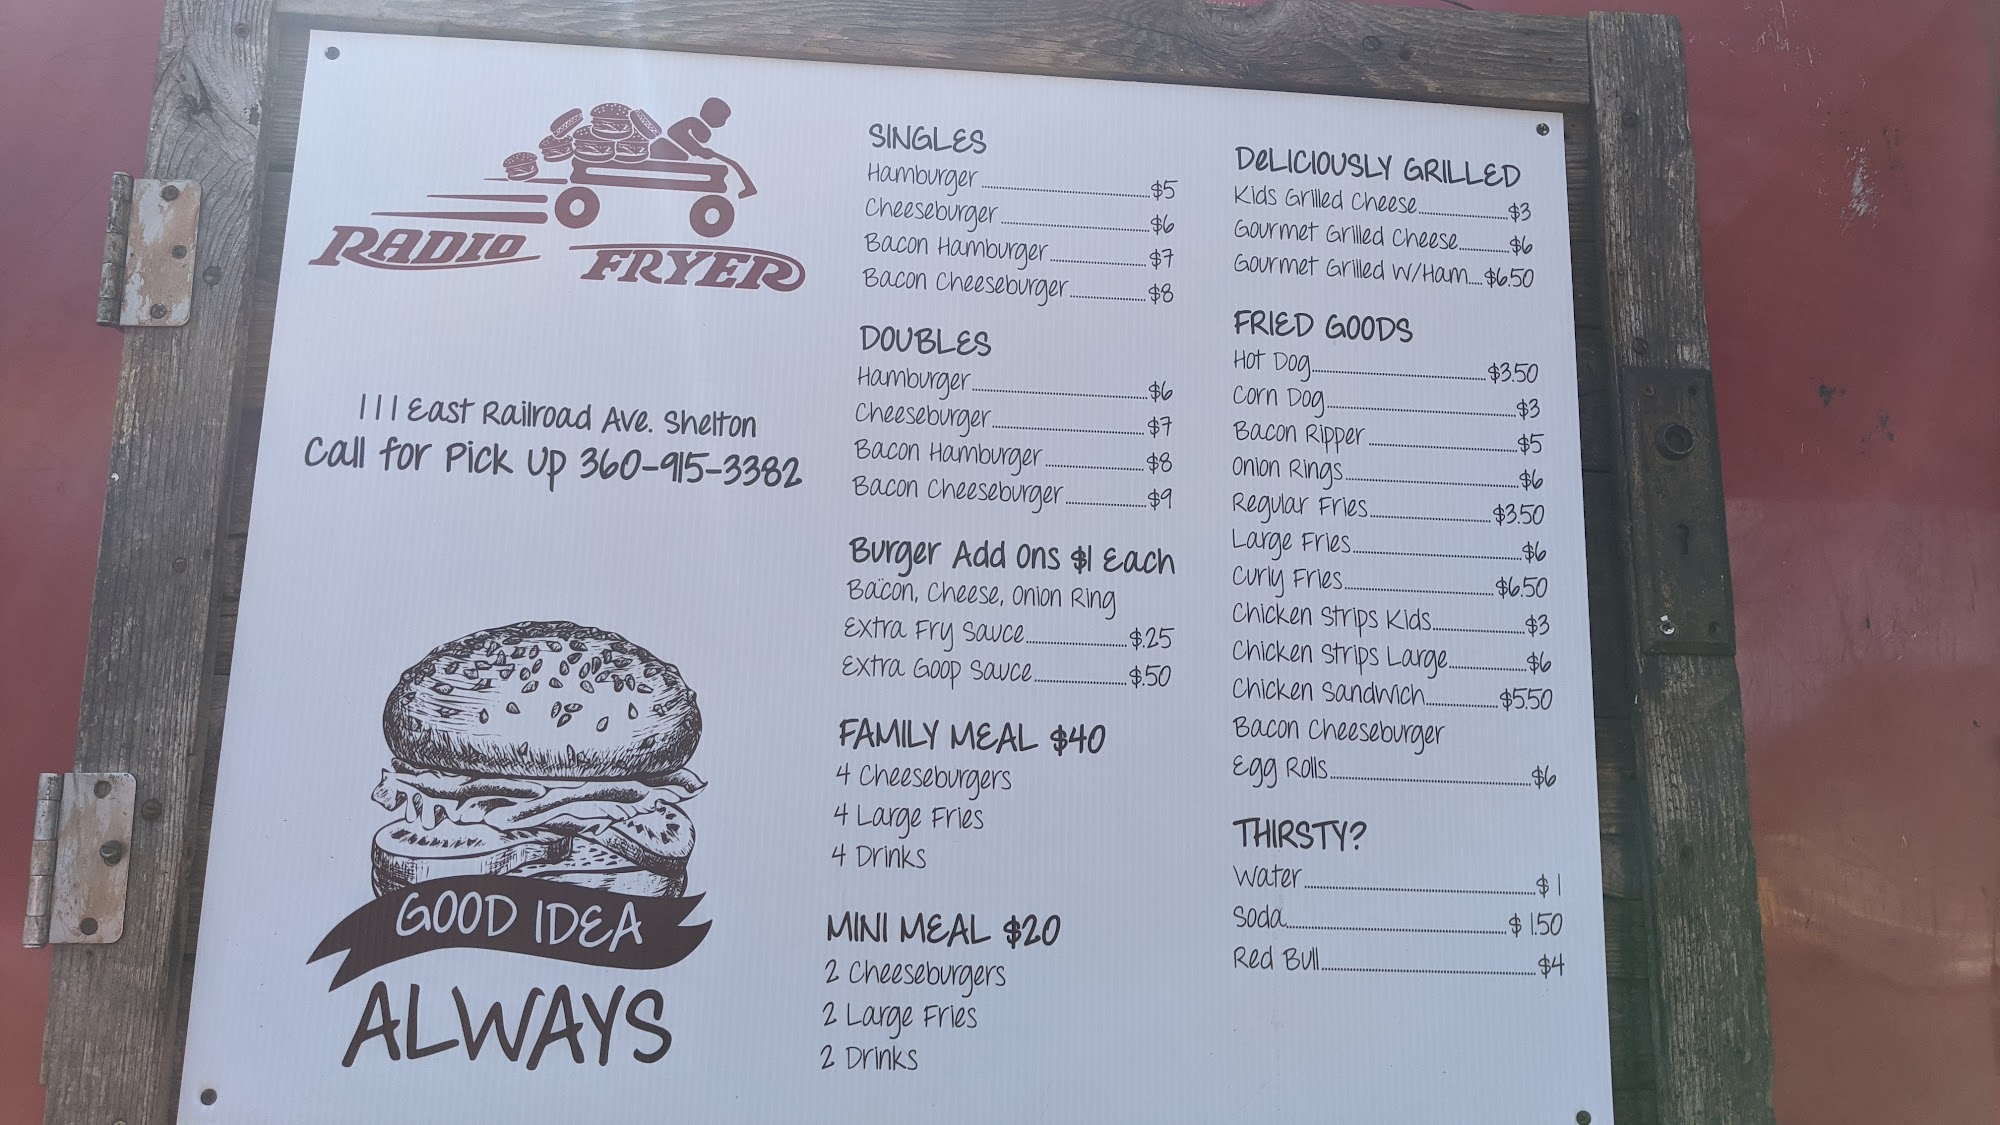 RADIO FRYER
111 East Railroad Ave. Shelton
Call for Pick Up 360-915-3382
GOOD IDEA
ALWAYS
SINGLES
Hamburger $5
Cheeseburger $6
Bacon Hamburger $7
Bacon Cheeseburger $8
DOUBLES
Hamburger $6
Cheeseburger $7
Bacon Hamburger $8
Bacon Cheeseburger $9
Burger Add Ons $1 Each
Bacon, Cheese, Onion Ring
Extra Fry Sauce $.25
Extra Goop Sauce $.50
FAMILY MEAL $40
4 Cheeseburgers
4 Large Fries
4 Drinks
MINI MEAL $20
2 Cheeseburgers
2 Large Fries
2 Drinks
DELICIOUSLY GRILLED
Kids Grilled Cheese $3
Gourmet Grilled Cheese $6
Gourmet Grilled W/Ham $6.50
FRIED GOODS
Hot Dog $3.50
Corn Dog $3
Bacon Ripper $5
Onion Rings $6
Regular Fries $3.50
Large Fries $6
Curly Fries $6.50
Chicken Strips Kids $3
Chicken Strips Large $6
Chicken Sandwich $5.50
Bacon Cheeseburger
Egg Rolls $6
THIRSTY?
Water $1
Soda $1.50
Red Bull $4